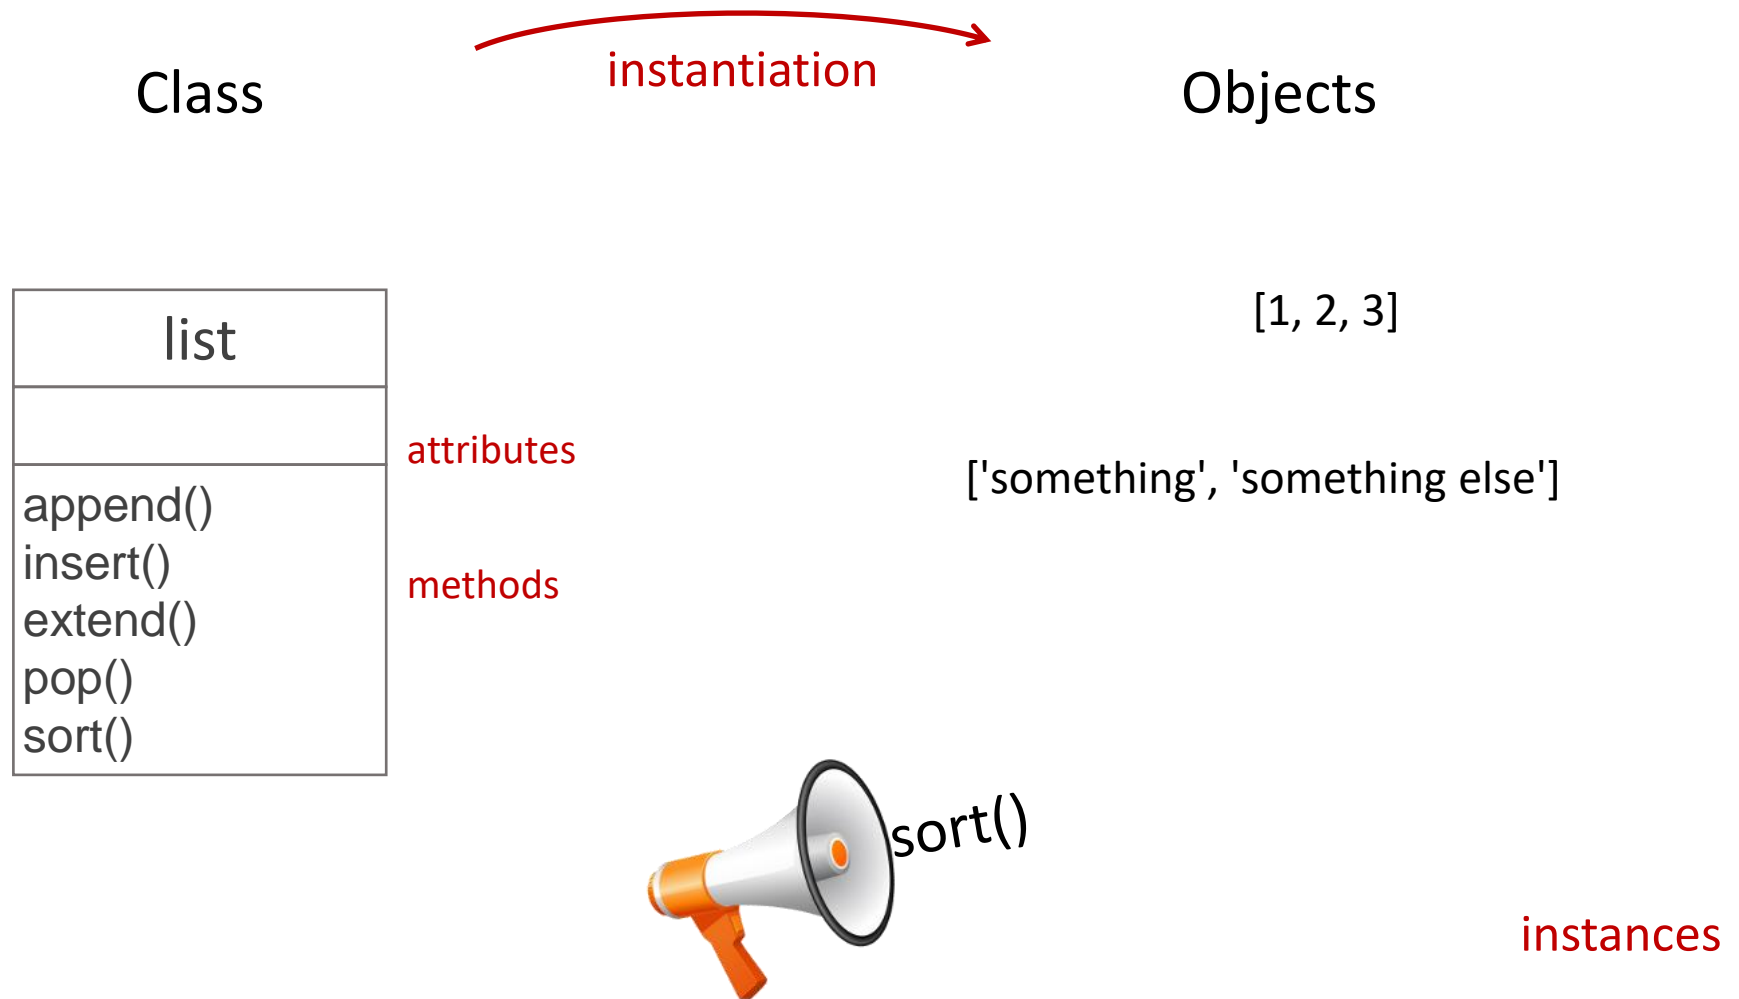 instantiation
Class
Objects
list
[1, 2, 3]
attributes
['something', 'something else']
append()
insert()
methods
extend()
pop()
sort()
sort()
instances